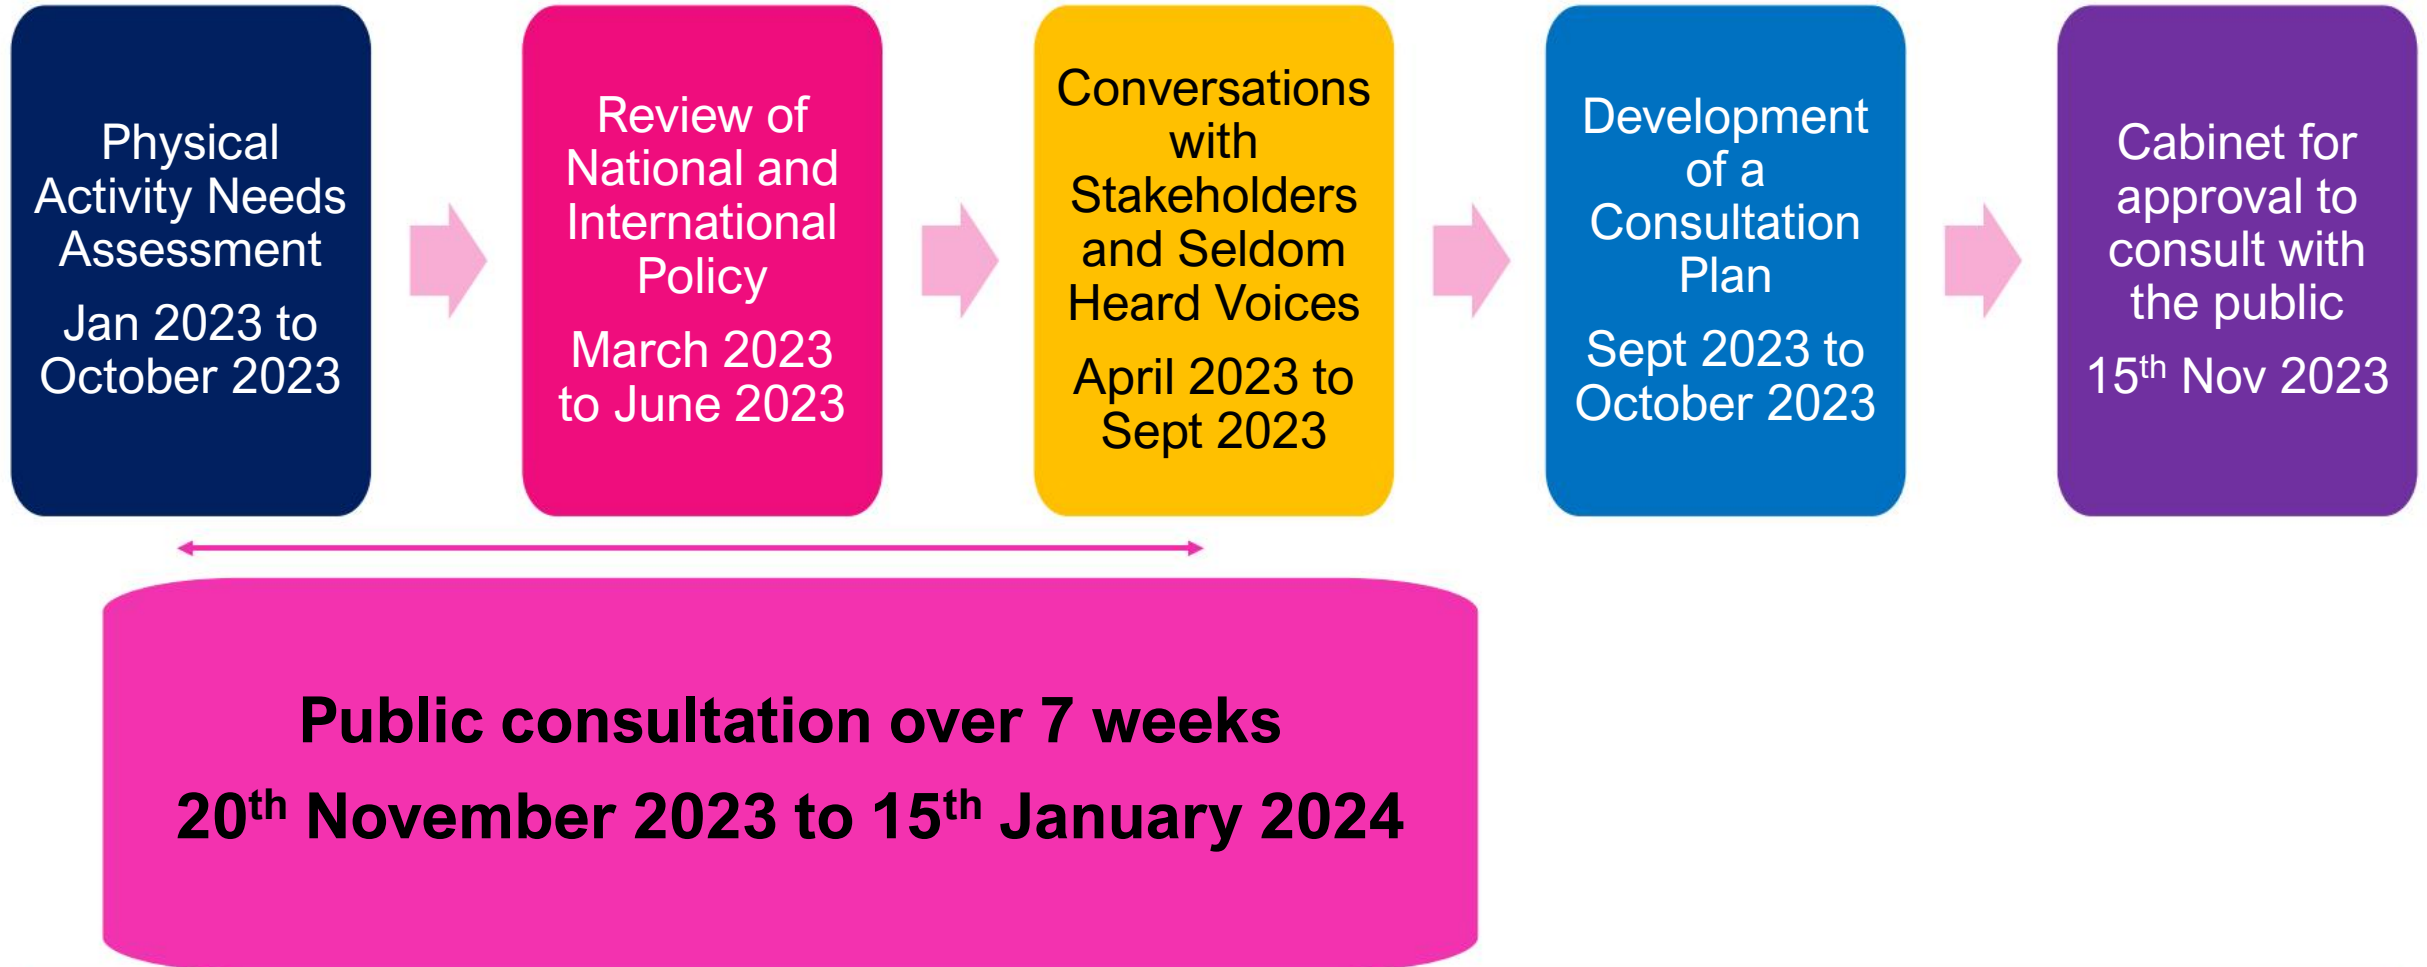 Physical
Activity Needs
Assessment
Jan 2023 to
October 2023
Review of
National and
International
Policy
March 2023
to June 2023
Conversations
with
Stakeholders
and Seldom
Heard Voices
April 2023 to
Sept 2023
Development
of a
Consultation
Plan
Sept 2023 to
October 2023
Cabinet for
approval to
consult with
the public
15th Nov 2023
Public consultation over 7 weeks
20th November 2023 to 15th January 2024